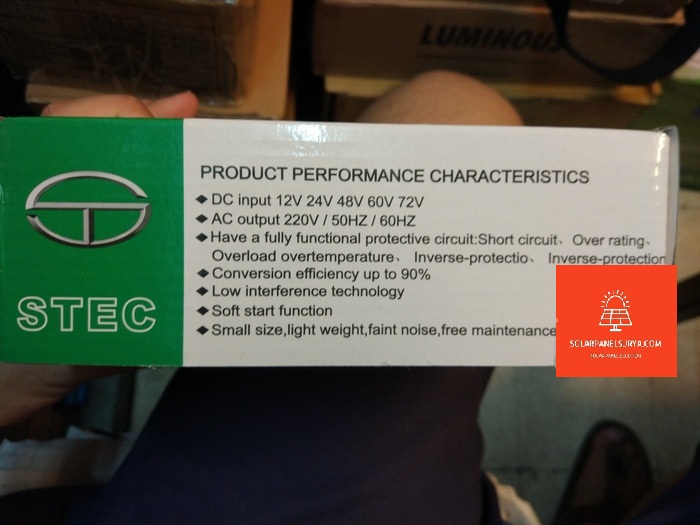 LUMINOUS
PRODUCT PERFORMANCE CHARACTERISTICS
◆ DC input 12V 24V 48V 60V 72V
◆ AC output 220V / 50HZ / 60HZ
◆ Have a fully functional protective circuit:Short circuit、 Over rating、
Overload overtemperature、 Inverse-protectio、 Inverse-protection
◆ Conversion efficiency up to 90%
◆ Low interference technology
◆ Soft start function
◆ Small size,light weight,faint noise,free maintenance
STEC
SOLARPANELSURYA.COM